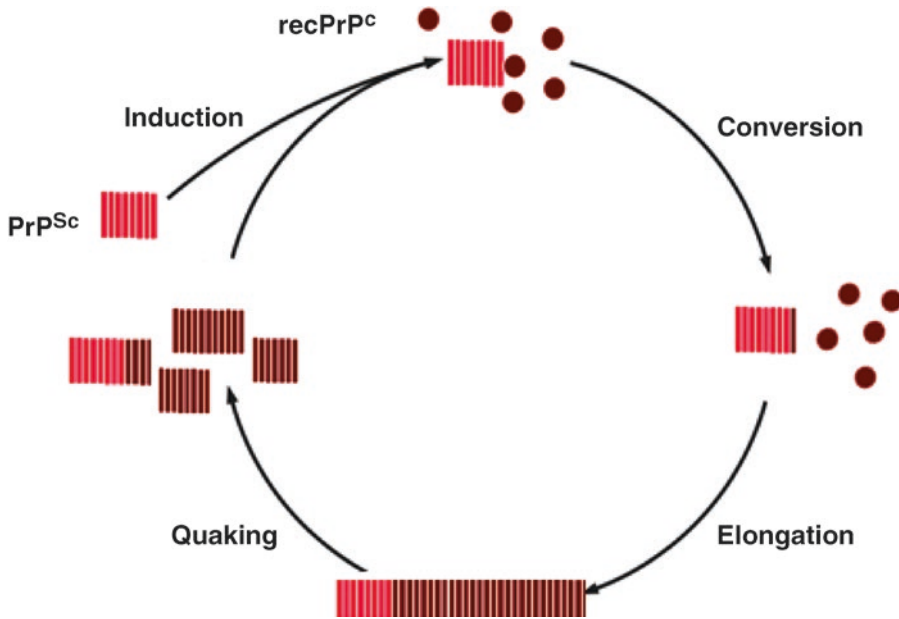 recPrPᶜ
Induction
Conversion
PrPˢᶜ
Quaking
Elongation